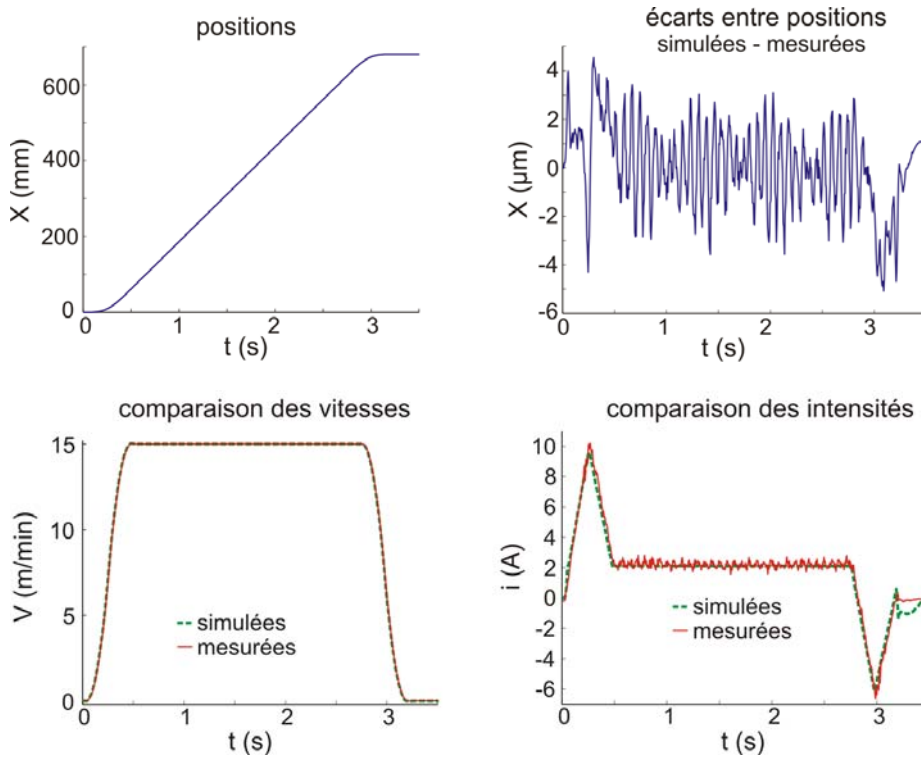 positions
600
400
200
0
X (mm)
0
1
2
3
t (s)
écarts entre positions
simulées - mesurées
4
2
0
-2
-4
-6
X (µm)
0
1
2
3
t (s)
comparaison des vitesses
15
10
5
0
V (m/min)
simulées
mesurées
0
1
2
3
t (s)
comparaison des intensités
10
8
6
4
2
0
-2
-4
-6
i (A)
simulées
mesurées
0
1
2
3
t (s)